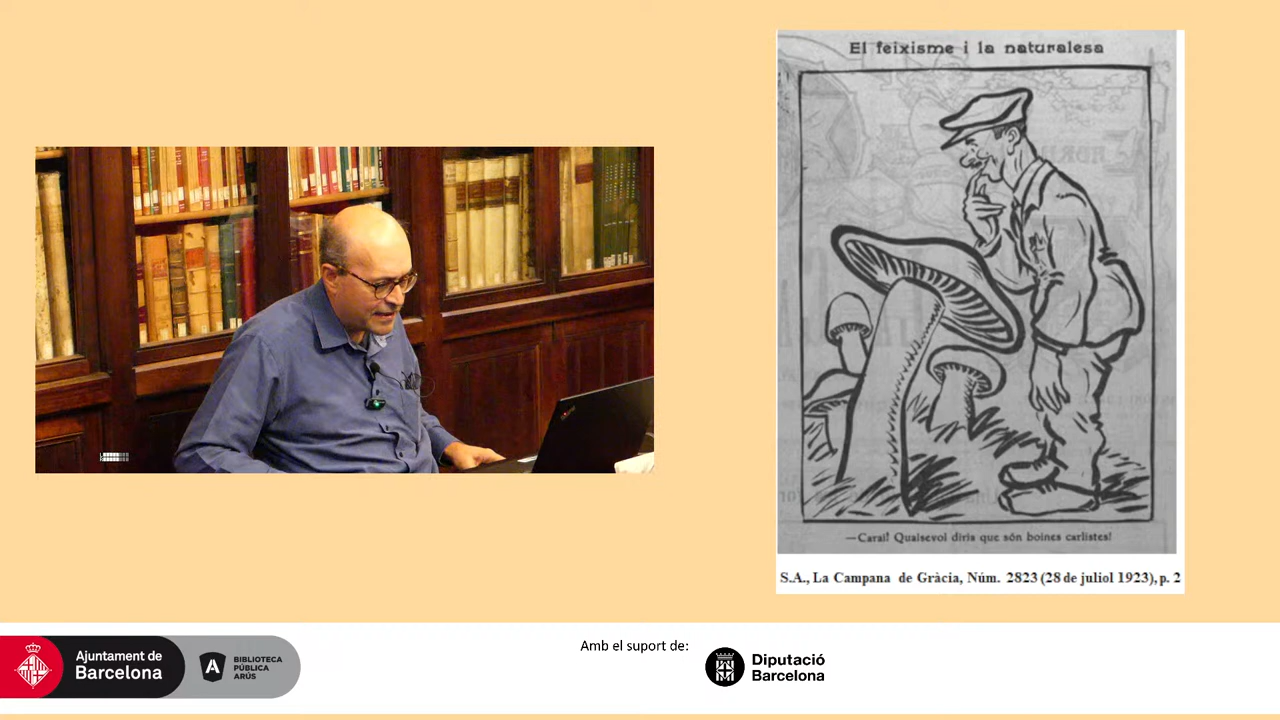 El feixisme i la naturalesa
—Carai! Qualsevol diria que són boines carlistes!
S.A., La Campana de Gràcia, Núm. 2823 (28 de juliol 1923), p. 2
Ajuntament de
Barcelona
A
BIBLIOTECA
PÚBLICA
ARÚS
Amb el suport de:
Diputació
Barcelona